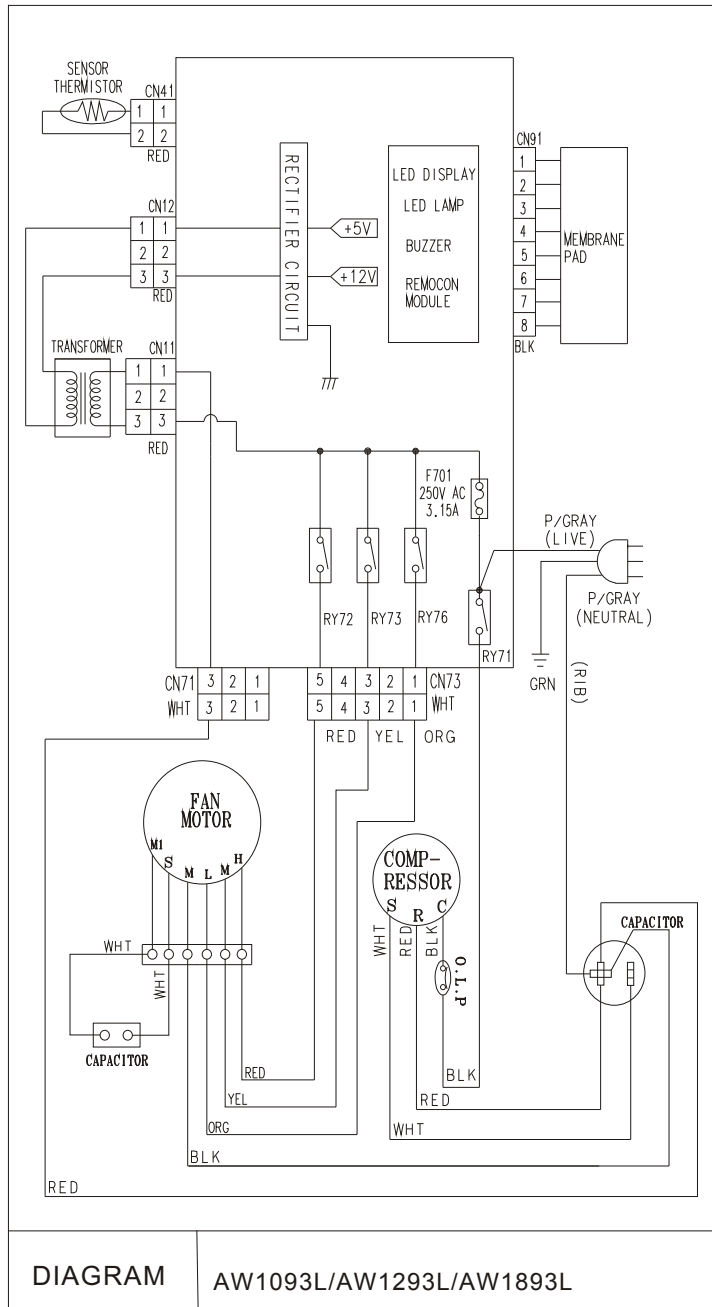 SENSOR
THERMISTOR
CN41
1 1
2 2
RED
CN12
1 1
2 2
3 3
RED
TRANSFORMER
CN11
1 1
2 2
3 3
RED
RECTIFIER CIRCUIT
+5V
+12V
LED DISPLAY
LED LAMP
BUZZER
REMOCON
MODULE
CN91
1
2
3
4
5
6
7
8
BLK
MEMBRANE
PAD
F701
250V AC
3.15A
RY72
RY73
RY76
RY71
P/GRAY
(LIVE)
P/GRAY
(NEUTRAL)
GRN
(RIB)
CN71 3 2 1
WHT 3 2 1
5 4 3 2 1 CN73
5 4 3 2 1 WHT
RED YEL ORG
FAN
MOTOR
M1 S M L M H
WHT
WHT
CAPACITOR
COMP-
RESSOR
S R C
WHT
RED
BLK
O.L.P
CAPACITOR
RED
YEL
ORG
BLK
BLK
RED
WHT
RED
DIAGRAM
AW1093L/AW1293L/AW1893L